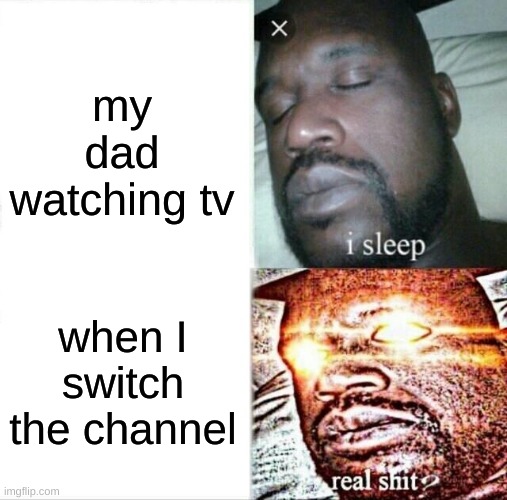 my
dad
watching tv
i sleep
when I
switch
the channel
real shit?
imgflip.com